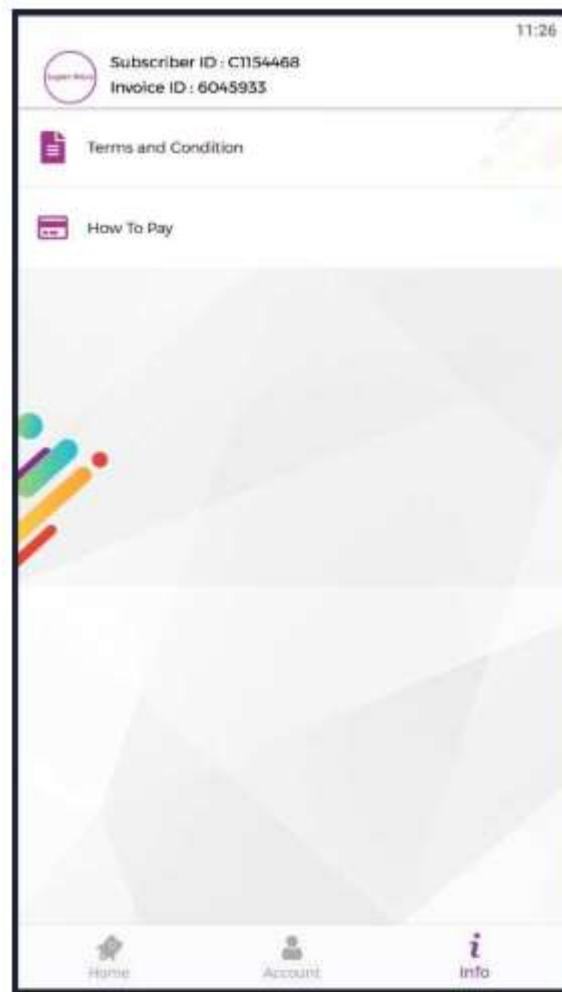 11:26
Subscriber ID : C1154468
Invoice ID : 6045933
Terms and Condition
How To Pay
Home
Account
Info